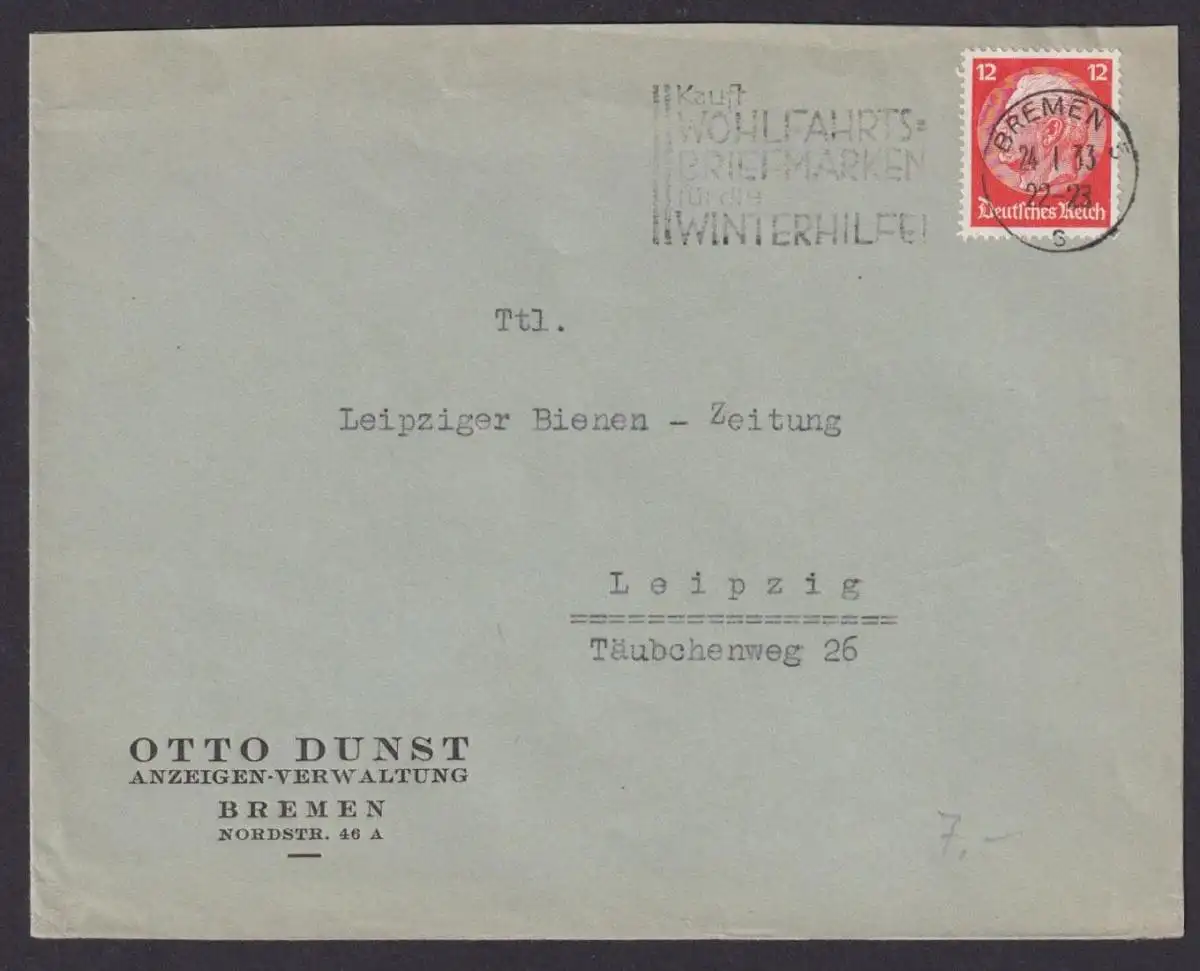 Kauft
WOHLFAHRTS=
BRIEFMARKEN
für die
WINTERHILFE!
12 12
Deutsches Reich
BREMEN 5
24 1 33
22-23
S
Ttl.
Leipziger Bienen - Zeitung
Leipzig
=================
Täubchenweg 26
OTTO DUNST
ANZEIGEN-VERWALTUNG
BREMEN
NORDSTR. 46 A
7.-